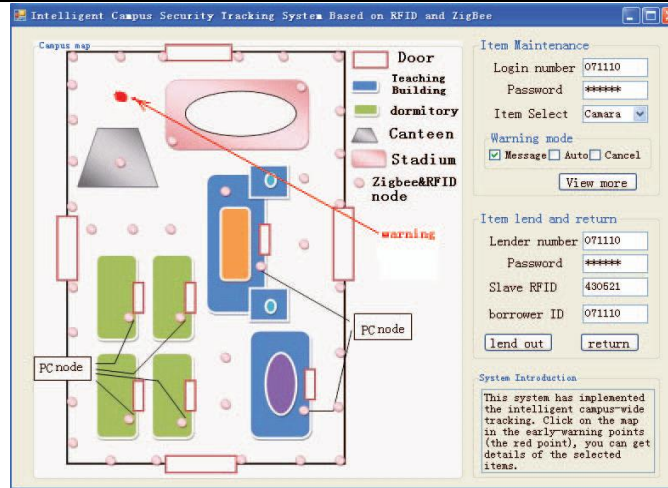 Intelligent Campus Security Tracking System Based on RFID and ZigBee
Campus map
Door
Teaching
Building
dormitory
Canteen
Stadium
Zigbee&RFID
node
warning
PC node
PC node
Item Maintenance
Login number 071110
Password ******
Item Select Camara
Warning mode
Message Auto Cancel
View more
Item lend and return
Lender number 071110
Password ******
Slave RFID 430521
borrower ID 071110
lend out return
System Introduction
This system has implemented
the intelligent campus-wide
tracking. Click on the map
in the early-warning points
(the red point), you can get
details of the selected
items.